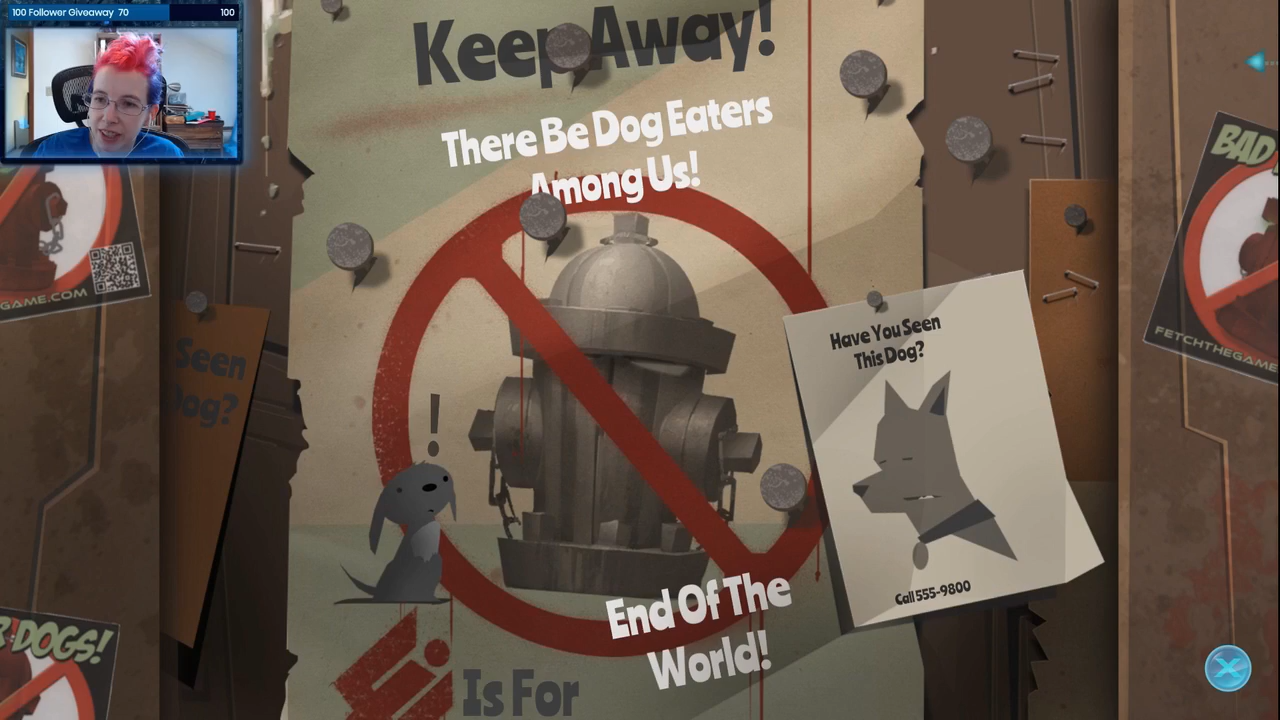 100 Follower Giveaway 70 100
Keep Away!
There Be Dog Eaters
Among Us!
BAD
GAME.COM
Seen
Dog?
Have You Seen
This Dog?
FETCHTHEGAME
Call 555-9800
End Of The
World!
DOGS!
Is For